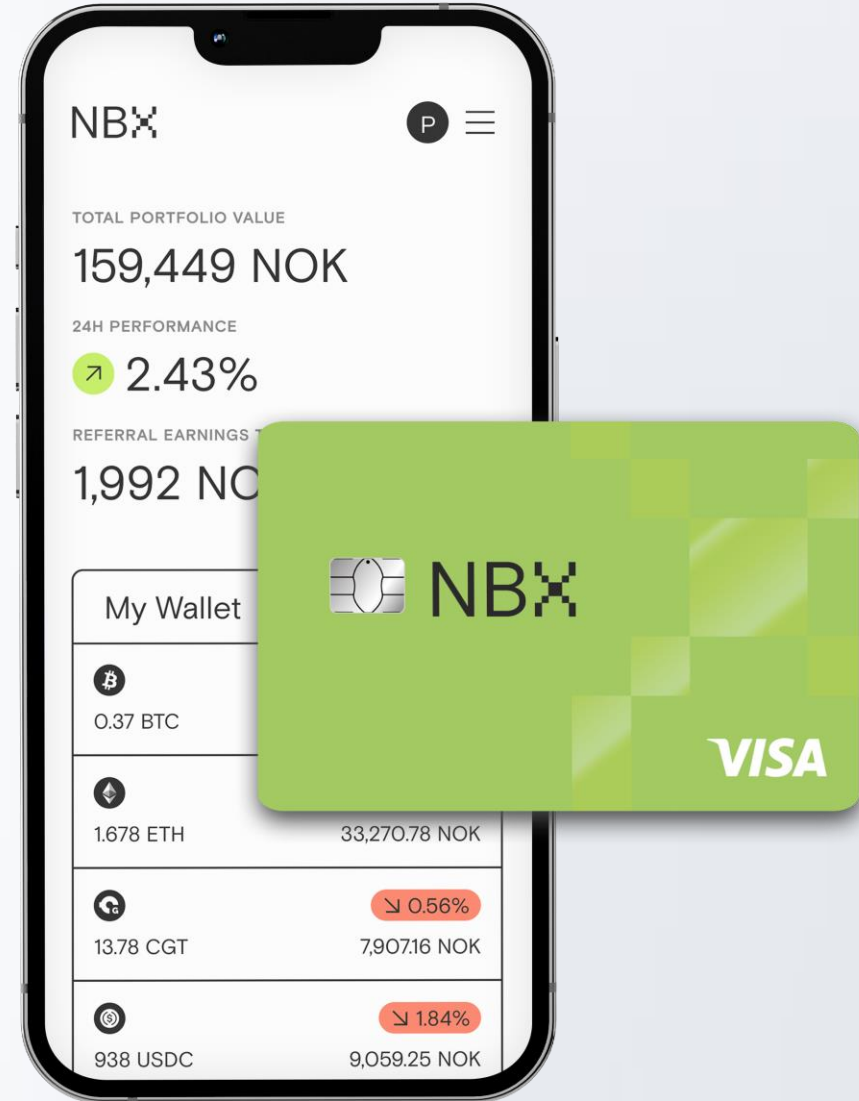 NBX
P
TOTAL PORTFOLIO VALUE
159,449 NOK
24H PERFORMANCE
2.43%
REFERRAL EARNINGS
1,992
My Wallet
0.37 BTC
1.678 ETH 33,270.78 NOK
0.56%
13.78 CGT 7,907.16 NOK
1.84%
938 USDC 9,059.25 NOK
NBX
VISA